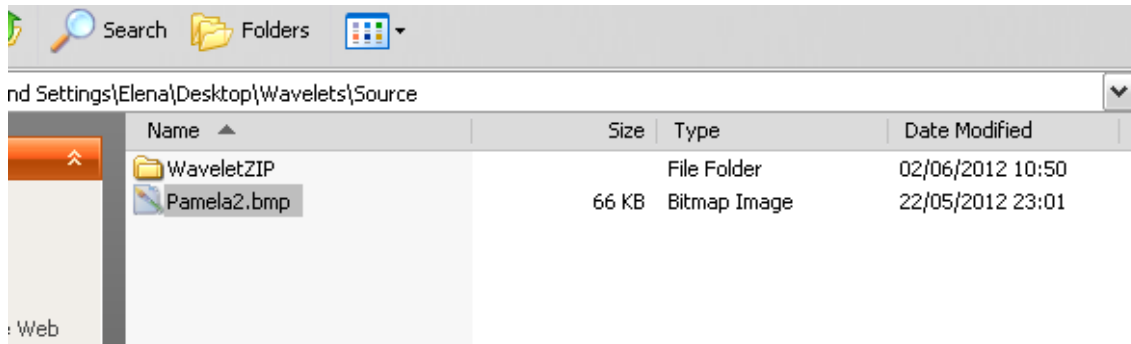 Search Folders
nd Settings\Elena\Desktop\Wavelets\Source
Name Size Type Date Modified
WaveletZIP File Folder 02/06/2012 10:50
Pamela2.bmp 66 KB Bitmap Image 22/05/2012 23:01
Web